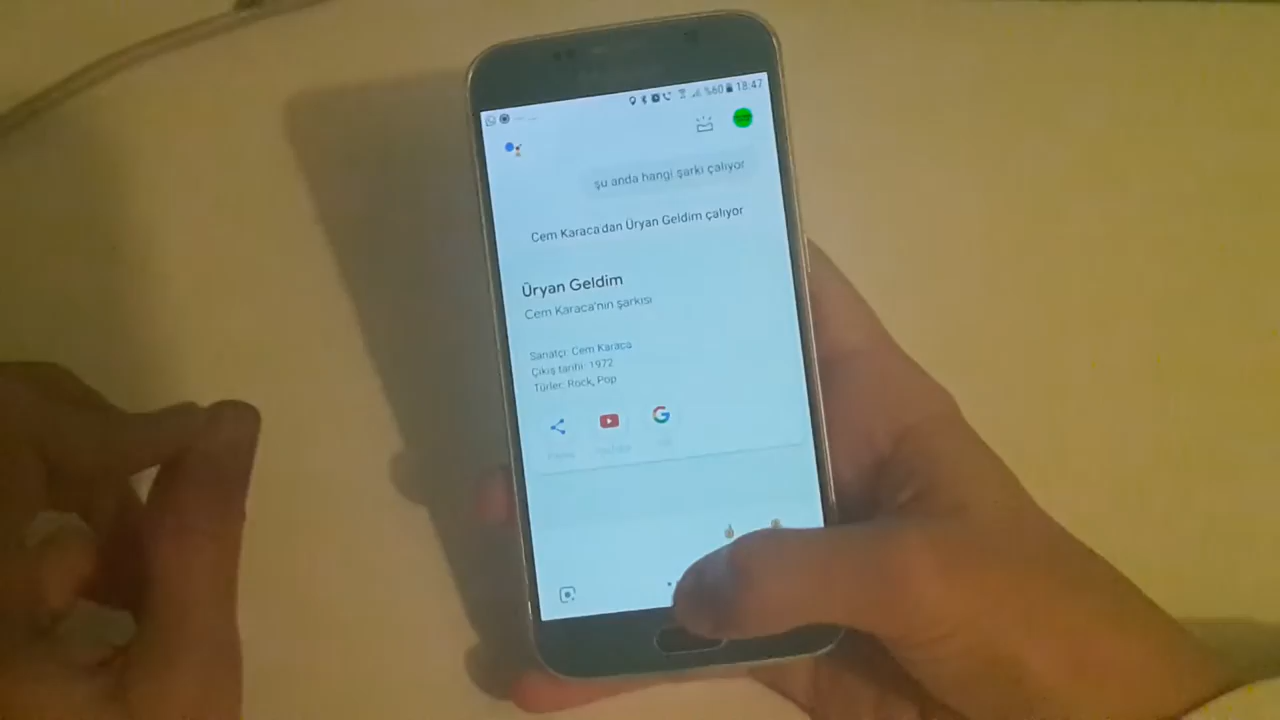 %60 18:47
şu anda hangi şarkı çalıyor
Cem Karaca'dan Üryan Geldim çalıyor
Üryan Geldim
Cem Karaca'nın şarkısı
Sanatçı: Cem Karaca
Çıkış tarihi: 1972
Türler: Rock, Pop